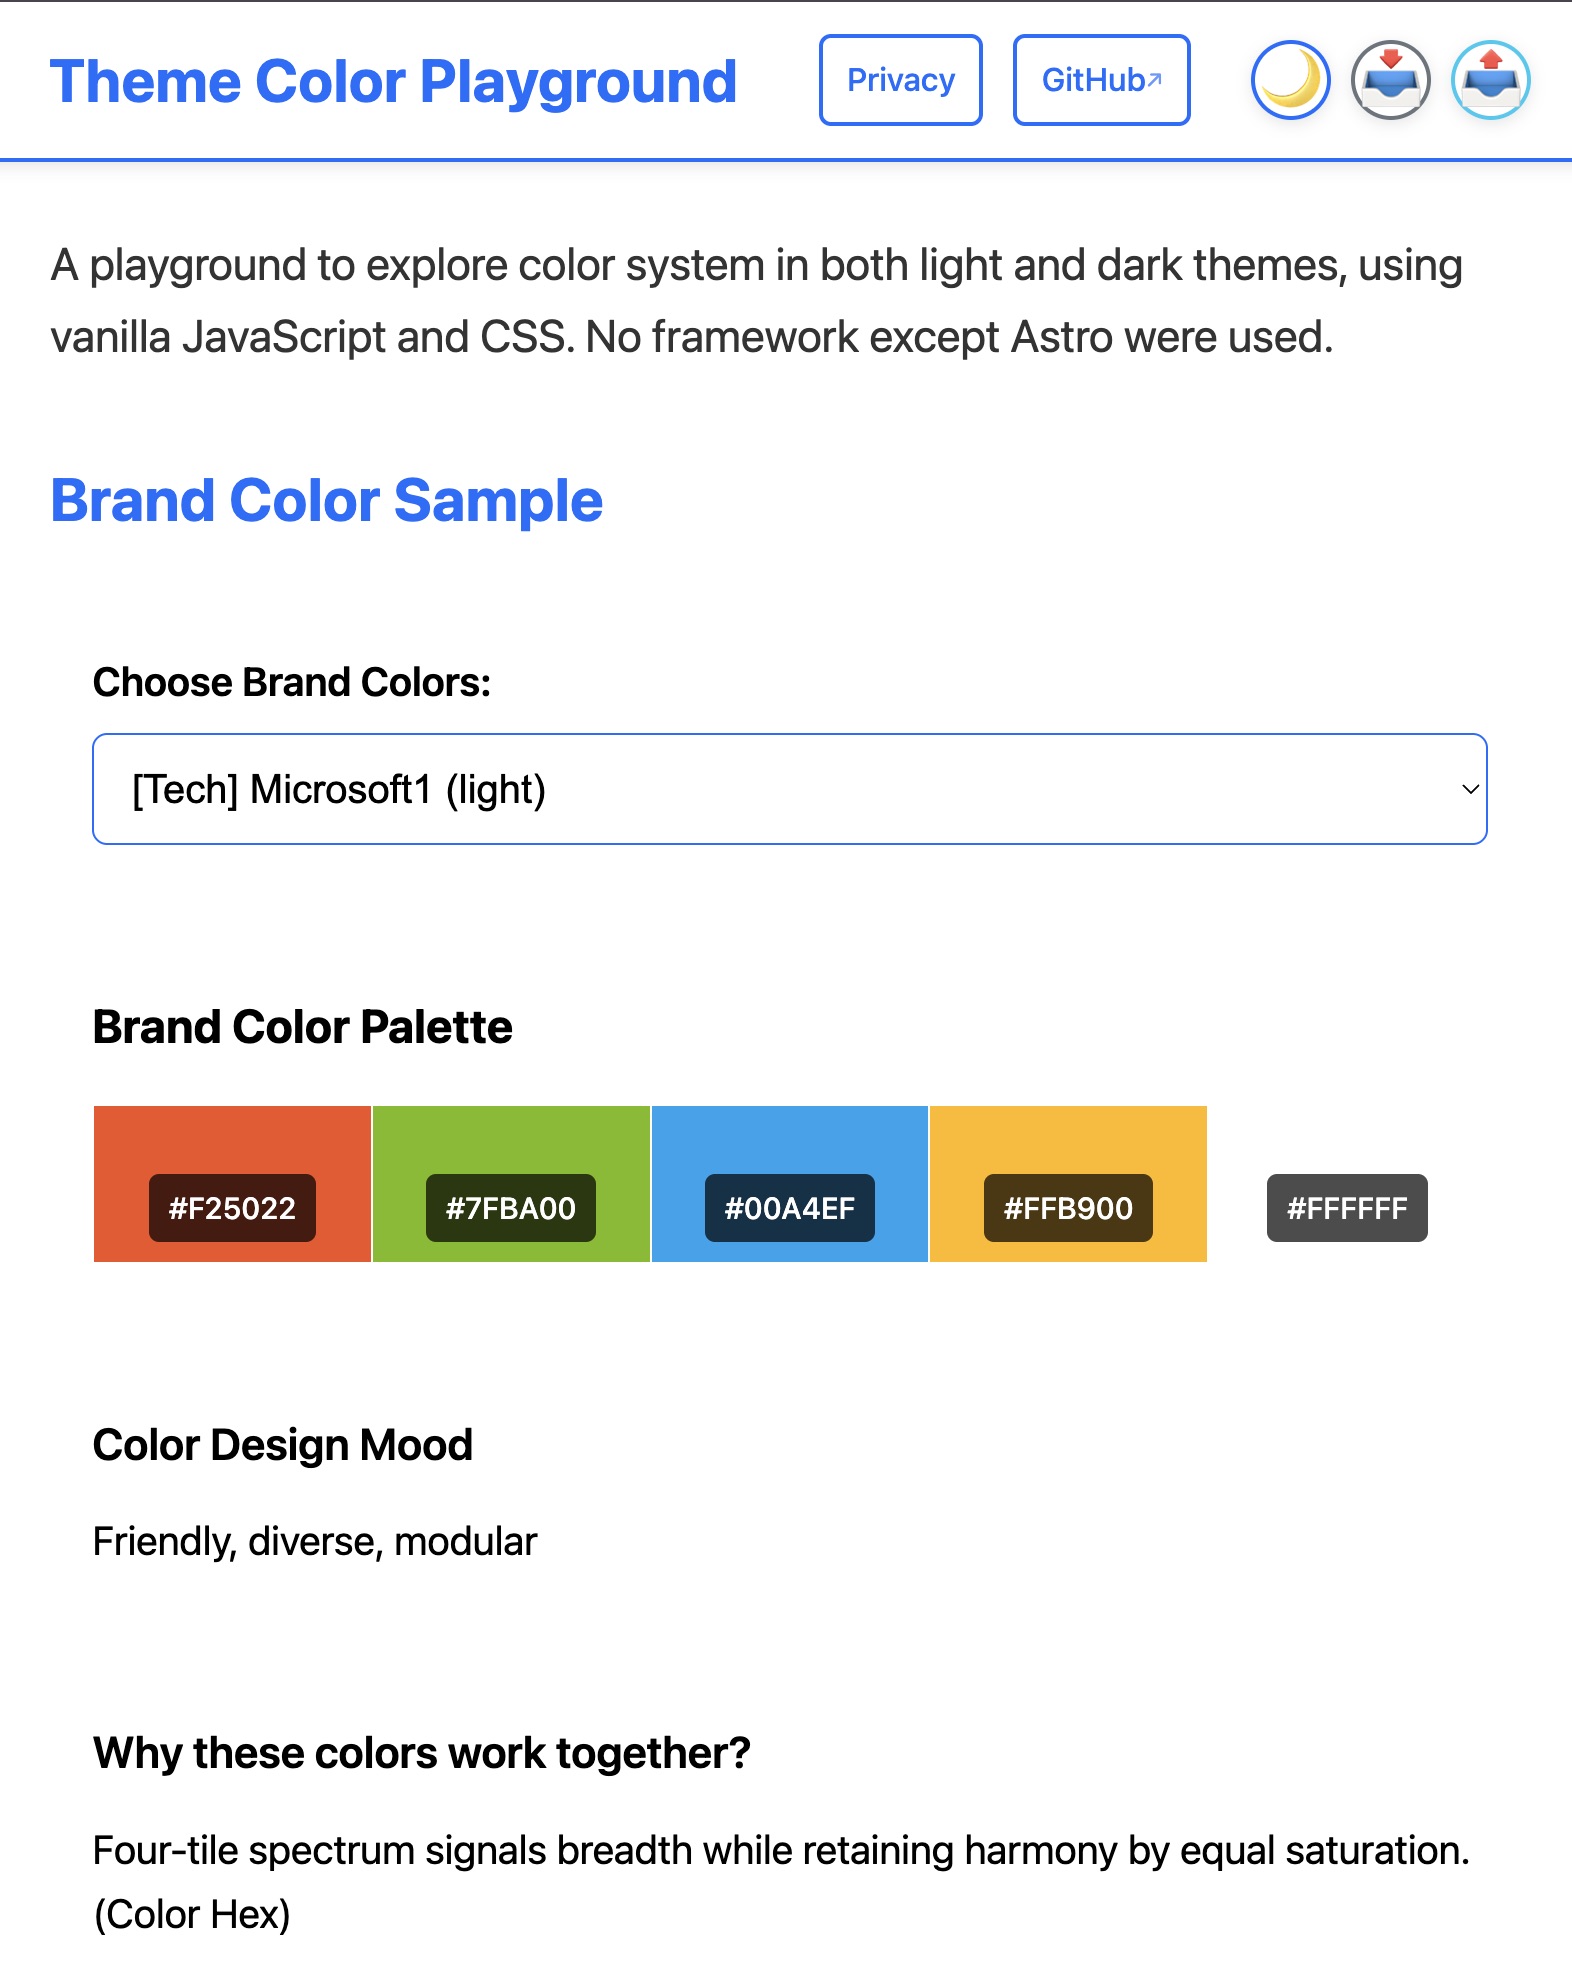 Theme Color Playground
Privacy
GitHub↗
A playground to explore color system in both light and dark themes, using
vanilla JavaScript and CSS. No framework except Astro were used.
Brand Color Sample
Choose Brand Colors:
[Tech] Microsoft1 (light)
Brand Color Palette
#F25022
#7FBA00
#00A4EF
#FFB900
#FFFFFF
Color Design Mood
Friendly, diverse, modular
Why these colors work together?
Four-tile spectrum signals breadth while retaining harmony by equal saturation.
(Color Hex)